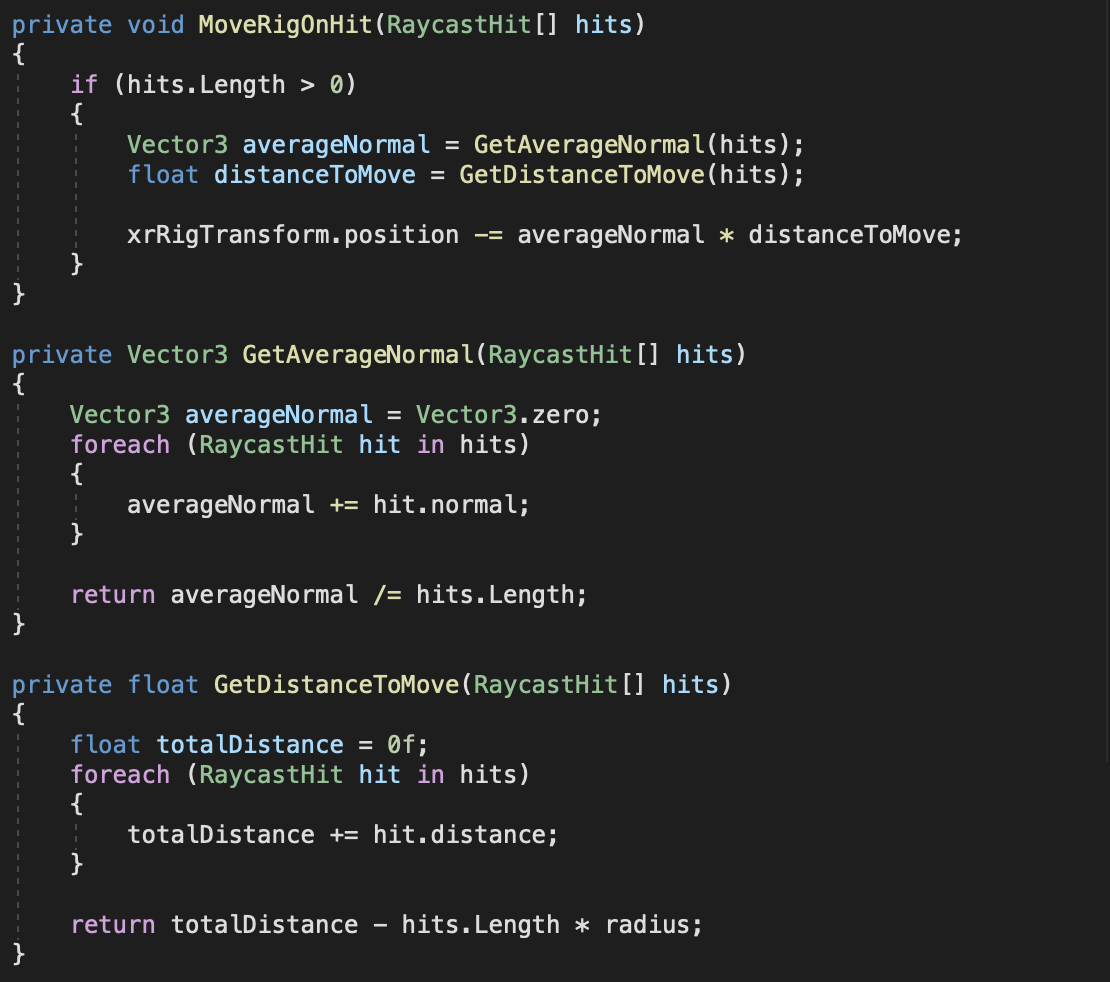 private void MoveRigOnHit(RaycastHit[] hits)
{
    if (hits.Length > 0)
    {
        Vector3 averageNormal = GetAverageNormal(hits);
        float distanceToMove = GetDistanceToMove(hits);

        xrRigTransform.position -= averageNormal * distanceToMove;
    }
}

private Vector3 GetAverageNormal(RaycastHit[] hits)
{
    Vector3 averageNormal = Vector3.zero;
    foreach (RaycastHit hit in hits)
    {
        averageNormal += hit.normal;
    }

    return averageNormal /= hits.Length;
}

private float GetDistanceToMove(RaycastHit[] hits)
{
    float totalDistance = 0f;
    foreach (RaycastHit hit in hits)
    {
        totalDistance += hit.distance;
    }

    return totalDistance - hits.Length * radius;
}